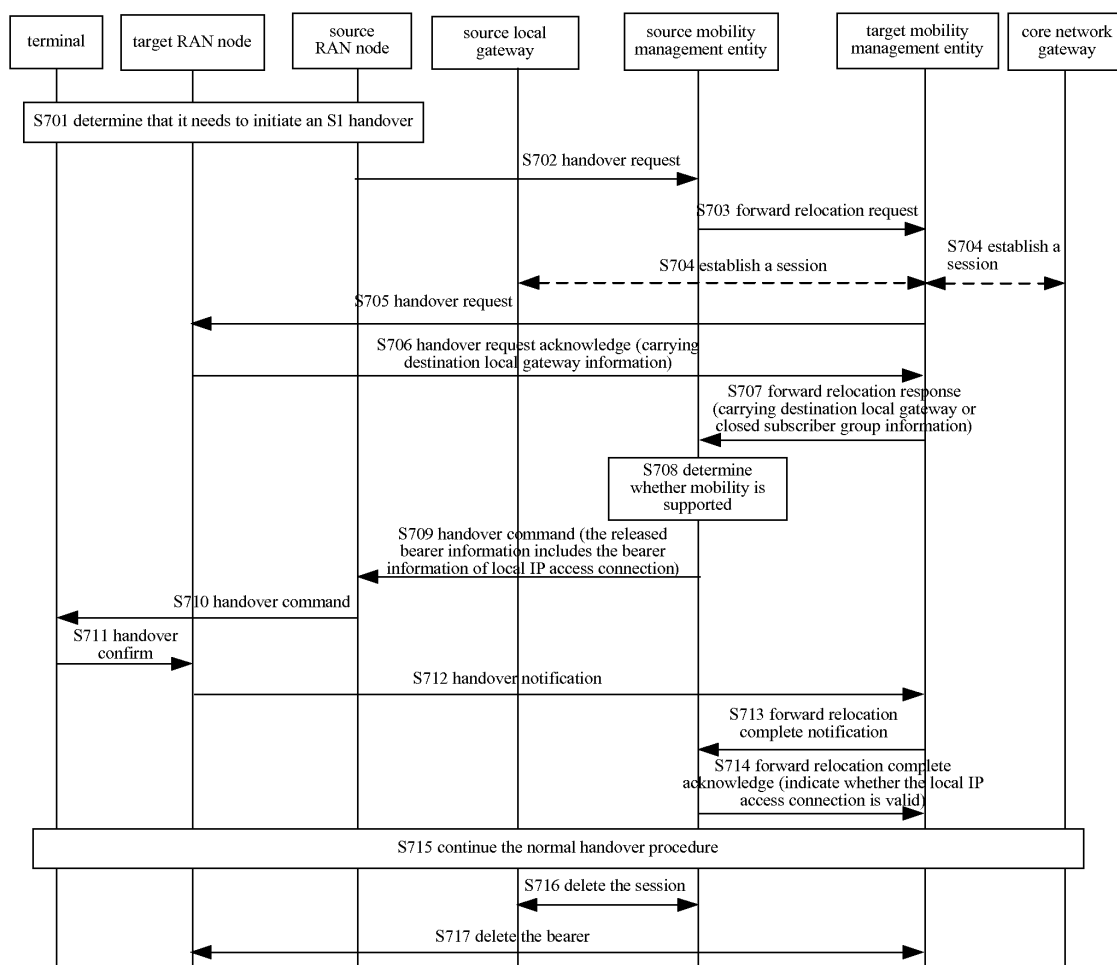 terminal
target RAN node
source
RAN node
source local
gateway
source mobility
management entity
target mobility
management entity
core network
gateway
S701 determine that it needs to initiate an S1 handover
S702 handover request
S703 forward relocation request
S704 establish a session
S704 establish a
session
S705 handover request
S706 handover request acknowledge (carrying
destination local gateway information)
S707 forward relocation response
(carrying destination local gateway or
closed subscriber group information)
S708 determine
whether mobility is
supported
S709 handover command (the released
bearer information includes the bearer
information of local IP access connection)
S710 handover command
S711 handover
confirm
S712 handover notification
S713 forward relocation
complete notification
S714 forward relocation complete
acknowledge (indicate whether the local IP
access connection is valid)
S715 continue the normal handover procedure
S716 delete the session
S717 delete the bearer